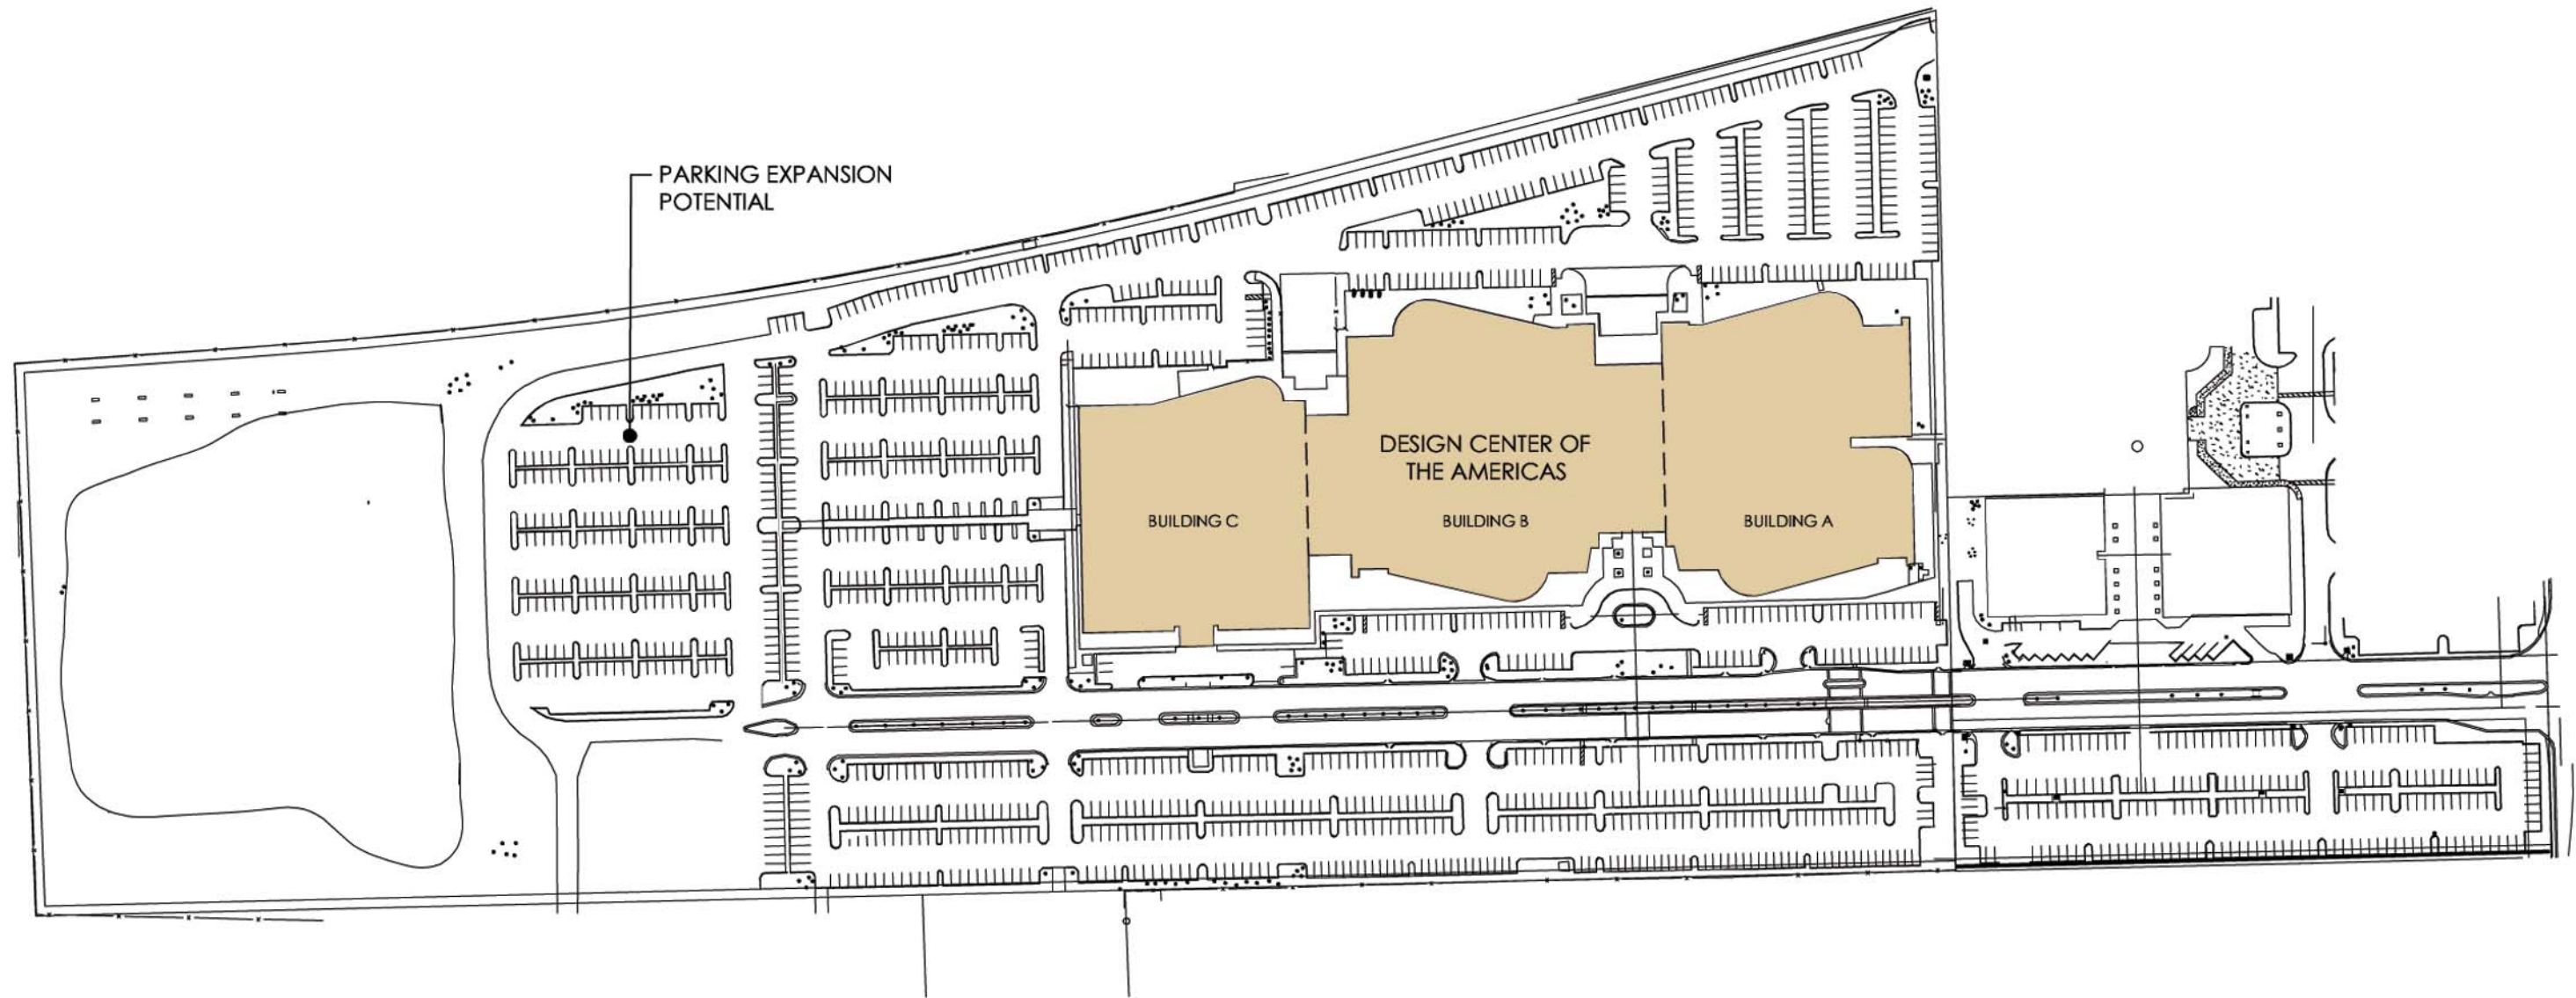 PARKING EXPANSION
POTENTIAL
DESIGN CENTER OF
THE AMERICAS
BUILDING C
BUILDING B
BUILDING A